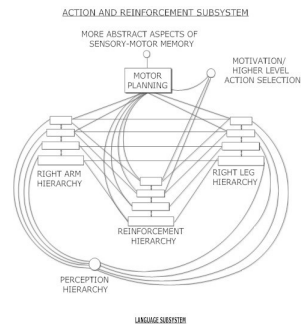 ACTION AND REINFORCEMENT SUBSYSTEM
MORE ABSTRACT ASPECTS OF
SENSORY-MOTOR MEMORY
MOTOR
PLANNING
MOTIVATION/
HIGHER LEVEL
ACTION SELECTION
RIGHT ARM
HIERARCHY
RIGHT LEG
HIERARCHY
REINFORCEMENT
HIERARCHY
PERCEPTION
HIERARCHY
LANGUAGE SUBSYSTEM